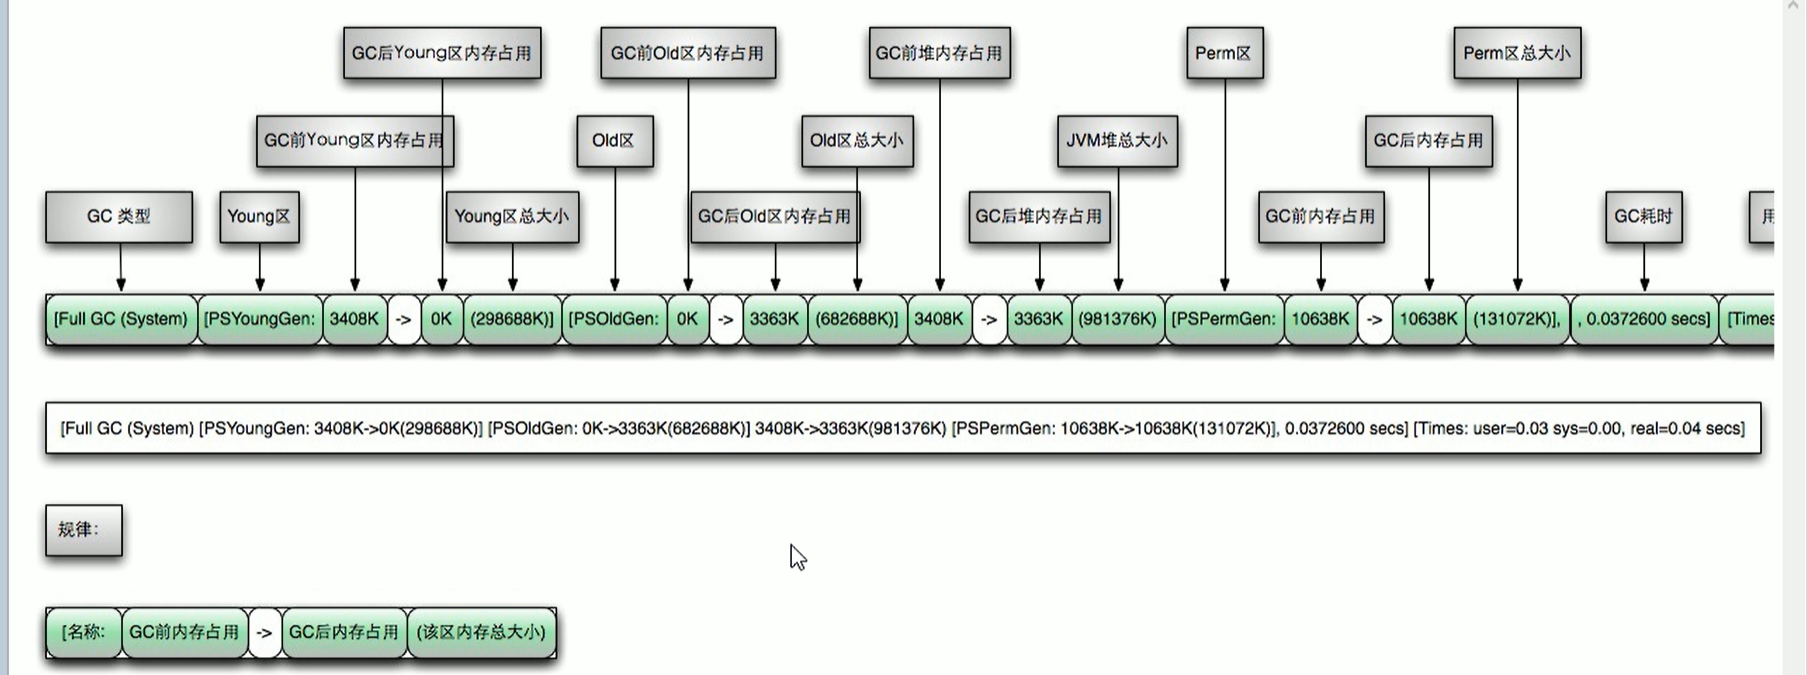 GC后Young区内存占用 GC前Old区内存占用 GC前堆内存占用 Perm区 Perm区总大小
GC前Young区内存占用 Old区 Old区总大小 JVM堆总大小 GC后内存占用
GC 类型 Young区 Young区总大小 GC后Old区内存占用 GC后堆内存占用 GC前内存占用 GC耗时 用
[Full GC (System) [PSYoungGen: 3408K -> 0K (298688K)] [PSOldGen: 0K -> 3363K (682688K)] 3408K -> 3363K (981376K) [PSPermGen: 10638K -> 10638K (131072K)], , 0.0372600 secs] [Times
[Full GC (System) [PSYoungGen: 3408K->0K(298688K)] [PSOldGen: 0K->3363K(682688K)] 3408K->3363K(981376K) [PSPermGen: 10638K->10638K(131072K)], 0.0372600 secs] [Times: user=0.03 sys=0.00, real=0.04 secs]
规律:
[名称: GC前内存占用 -> GC后内存占用 (该区内存总大小)